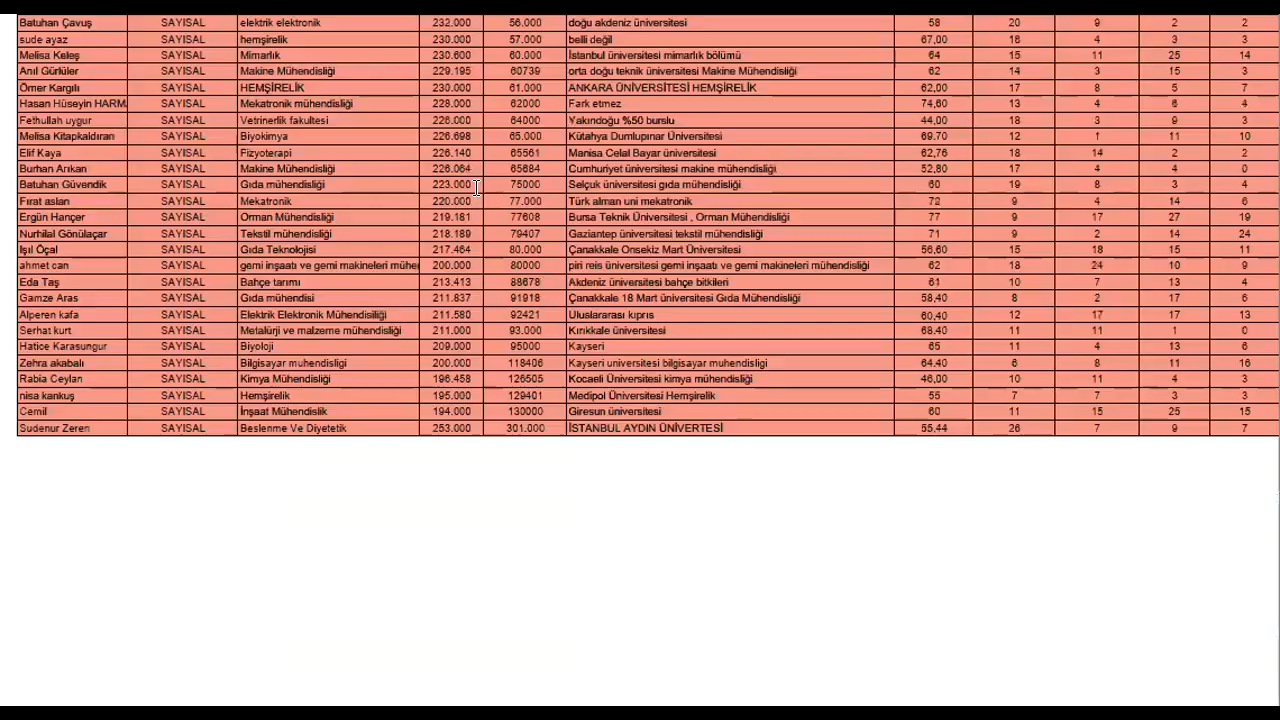 Batuhan Çavuş SAYISAL elektrik elektronik 232.000 56.000 doğu akdeniz üniversitesi 58 20 9 2 2
sude ayaz SAYISAL hemşirelik 230.000 57.000 belli değil 67,00 18 4 3 3
Melisa Keleş SAYISAL Mimarlık 230.600 60.000 İstanbul üniversitesi mimarlık bölümü 64 15 11 25 14
Anıl Gürlüler SAYISAL Makine Mühendisliği 229.195 60739 orta doğu teknik üniversitesi Makine Mühendisliği 62 14 3 15 3
Ömer Kargılı SAYISAL HEMŞİRELİK 230.000 61.000 ANKARA ÜNİVERSİTESİ HEMŞİRELİK 62,00 17 8 5 7
Hasan Hüseyin HARM SAYISAL Mekatronik mühendisliği 228.000 62000 Fark etmez 74,60 13 4 6 4
Fethullah uygur SAYISAL Vetrinerlik fakultesi 226.000 64000 Yakındoğu %50 burslu 44,00 18 3 9 3
Melisa Kitapkaldıran SAYISAL Biyokimya 226.698 65.000 Kütahya Dumlupınar Üniversitesi 69.70 12 1 11 10
Elif Kaya SAYISAL Fizyoterapi 226.140 65561 Manisa Celal Bayar üniversitesi 62,76 18 14 2 2
Burhan Arıkan SAYISAL Makine Mühendisliği 226.064 65684 Cumhuriyet üniversitesi makine mühendisliği 52,80 17 4 4 0
Batuhan Güvendik SAYISAL Gıda mühendisliği 223.000 75000 Selçuk üniversitesi gıda mühendisliği 60 19 8 3 4
Fırat aslan SAYISAL Mekatronik 220.000 77.000 Türk alman uni mekatronik 72 9 4 14 6
Ergün Hançer SAYISAL Orman Mühendisliği 219.181 77608 Bursa Teknik Üniversitesi , Orman Mühendisliği 77 9 17 27 19
Nurhilal Gönülaçar SAYISAL Tekstil mühendisliği 218.189 79407 Gaziantep üniversitesi tekstil mühendisliği 71 9 2 14 24
Işıl Öçal SAYISAL Gıda Teknolojisi 217.464 80.000 Çanakkale Onsekiz Mart Üniversitesi 56,60 15 18 15 11
ahmet can SAYISAL gemi inşaatı ve gemi makineleri mühe 200.000 80000 piri reis üniversitesi gemi inşaatı ve gemi makineleri mühendisliği 62 18 24 10 9
Eda Taş SAYISAL Bahçe tarımı 213.413 88678 Akdeniz üniversitesi bahçe bitkileri 61 10 7 13 4
Gamze Aras SAYISAL Gıda mühendisi 211.837 91918 Çanakkale 18 Mart üniversitesi Gıda Mühendisliği 58,40 8 2 17 6
Alperen kafa SAYISAL Elektrik Elektronik Mühendisiliği 211.580 92421 Uluslararası kıprıs 60,40 12 17 17 13
Serhat kurt SAYISAL Metalürji ve malzeme mühendisliği 211.000 93.000 Kırıkkale üniversitesi 68.40 11 11 1 0
Hatice Karasungur SAYISAL Biyoloji 209.000 95000 Kayseri 65 11 4 13 6
Zehra akabalı SAYISAL Bilgisayar muhendisligi 200.000 118406 Kayseri universitesi bilgisayar muhendisligi 64.40 6 8 11 16
Rabia Ceylan SAYISAL Kimya Mühendisliği 196.458 126505 Kocaeli Üniversitesi kimya mühendisliği 46,00 10 11 4 3
nisa kankuş SAYISAL Hemşirelik 195.000 129401 Medipol Üniversitesi Hemşirelik 55 7 7 3 3
Cemil SAYISAL İnşaat Mühendislik 194.000 130000 Giresun üniversitesi 60 11 15 25 15
Sudenur Zeren SAYISAL Beslenme Ve Diyetetik 253.000 301.000 İSTANBUL AYDIN ÜNİVERTESİ 55,44 26 7 9 7